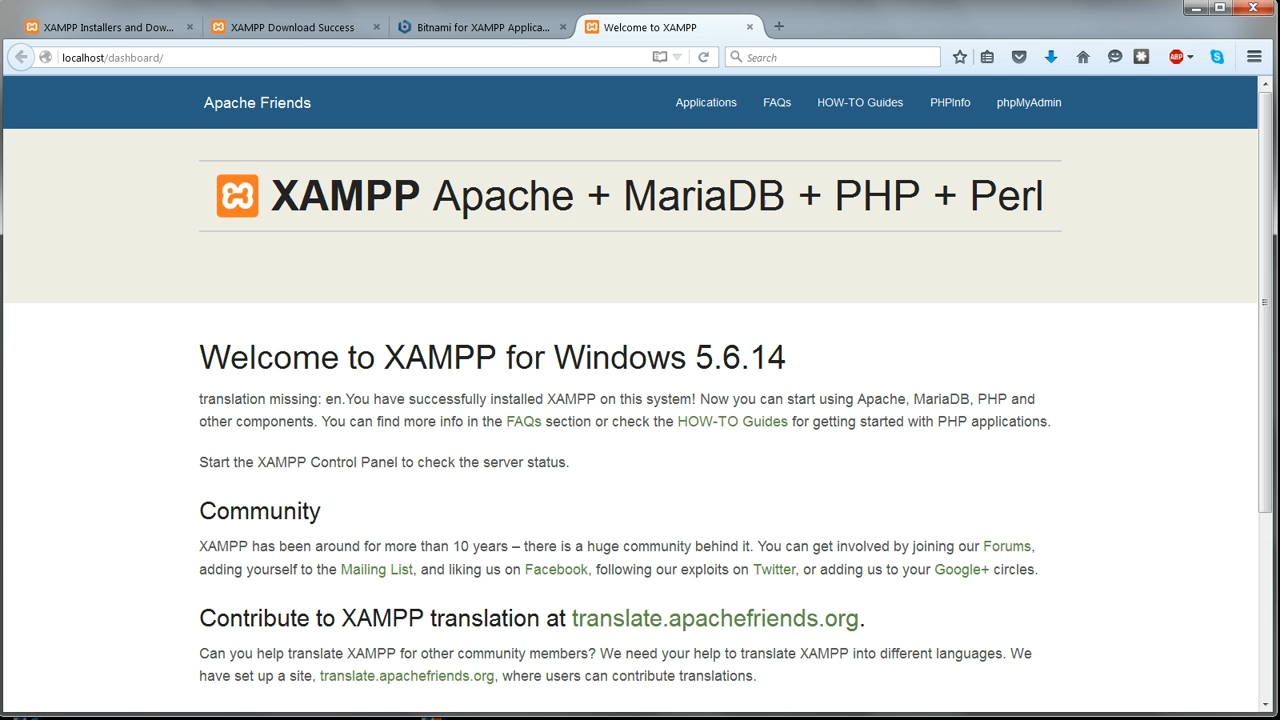 XAMPP Installers and Dow...
XAMPP Download Success
Bitnami for XAMPP Applica...
Welcome to XAMPP
localhost/dashboard/
Search
ABP
Apache Friends
Applications
FAQs
HOW-TO Guides
PHPInfo
phpMyAdmin
XAMPP Apache + MariaDB + PHP + Perl
Welcome to XAMPP for Windows 5.6.14
translation missing: en.You have successfully installed XAMPP on this system! Now you can start using Apache, MariaDB, PHP and
other components. You can find more info in the FAQs section or check the HOW-TO Guides for getting started with PHP applications.
Start the XAMPP Control Panel to check the server status.
Community
XAMPP has been around for more than 10 years – there is a huge community behind it. You can get involved by joining our Forums,
adding yourself to the Mailing List, and liking us on Facebook, following our exploits on Twitter, or adding us to your Google+ circles.
Contribute to XAMPP translation at translate.apachefriends.org.
Can you help translate XAMPP for other community members? We need your help to translate XAMPP into different languages. We
have set up a site, translate.apachefriends.org, where users can contribute translations.